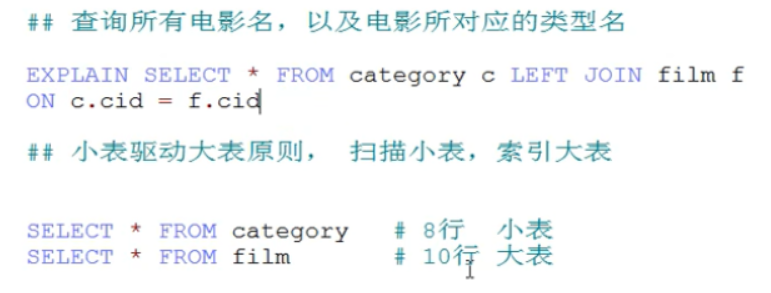 ## 查询所有电影名，以及电影所对应的类型名
EXPLAIN SELECT * FROM category c LEFT JOIN film f
ON c.cid = f.cid
## 小表驱动大表原则， 扫描小表，索引大表
SELECT * FROM category # 8行 小表
SELECT * FROM film # 10行 大表